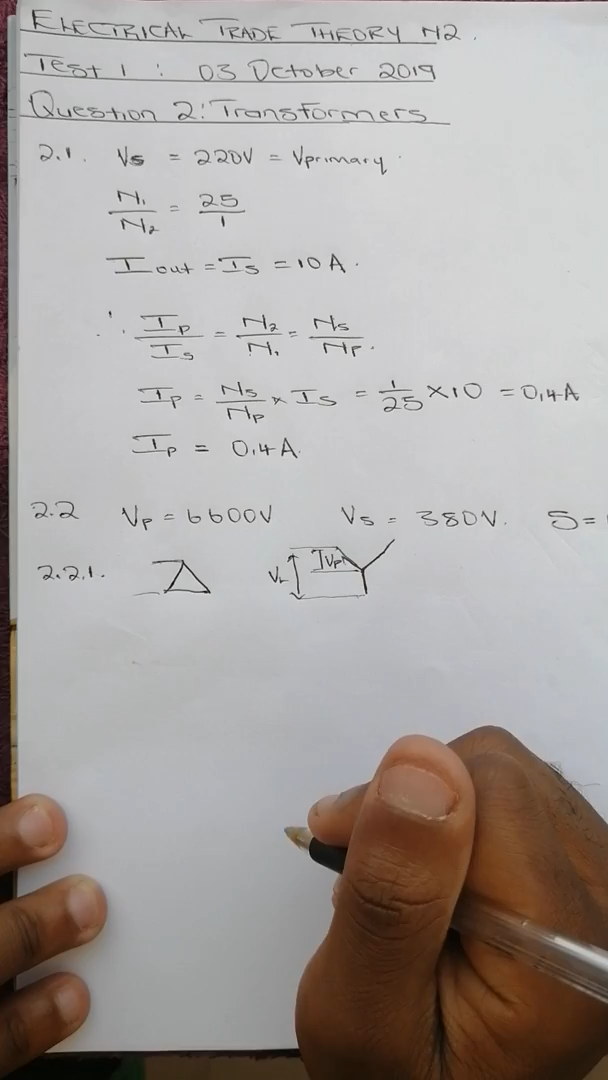 ELECTRICAL TRADE THEORY N2.
Test 1 : 03 October 2019
Question 2: Transformers
2.1. Vs = 220V = Vprimary.
N1/N2 = 25/1
Iout = Is = 10A.
∴ Ip/Is = N2/N1 = Ns/Np.
Ip = Ns/Np × Is = 1/25 × 10 = 0,4A
Ip = 0,4A.
2.2 Vp = 6600V Vs = 380V. S=
2.2.1. VL Vph